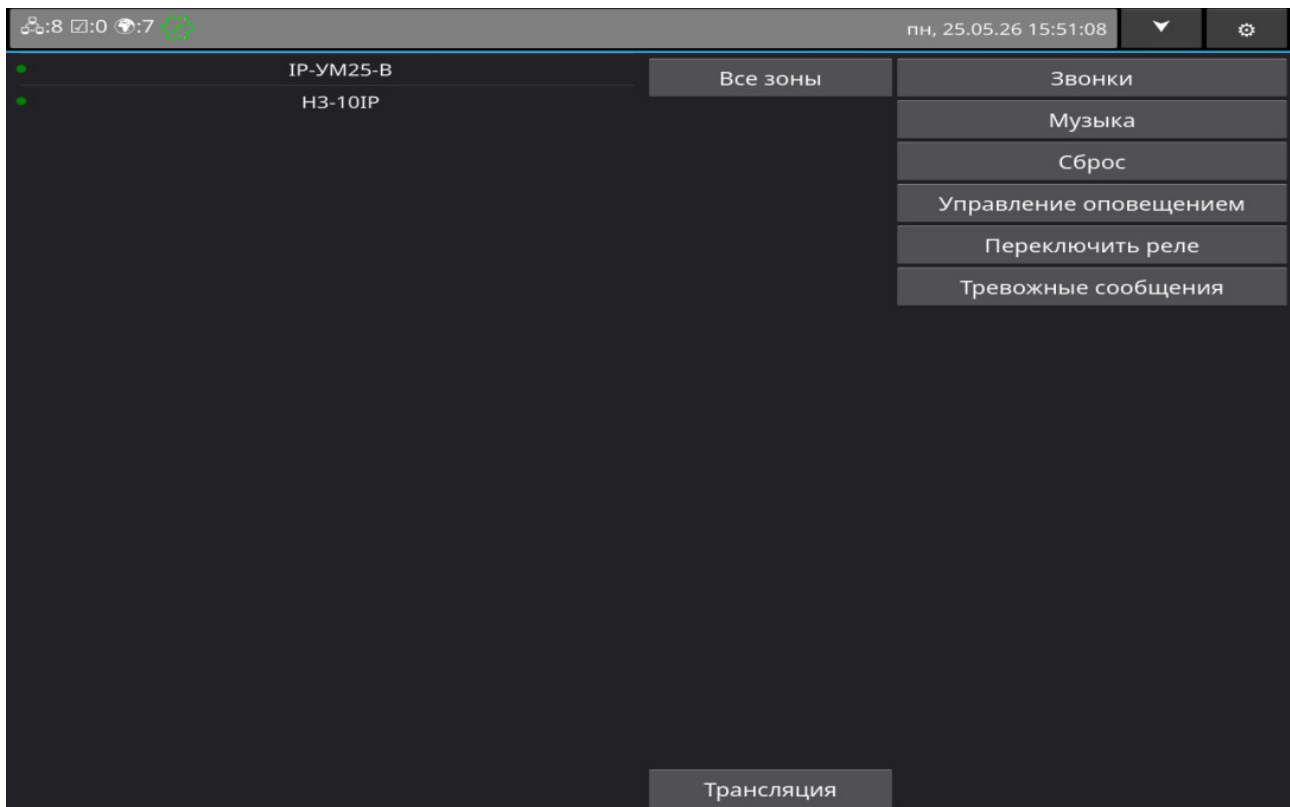 :8 ☑:0 :7
пн, 25.05.26 15:51:08
IP-УМ25-В
НЗ-10IP
Все зоны
Звонки
Музыка
Сброс
Управление оповещением
Переключить реле
Тревожные сообщения
Трансляция